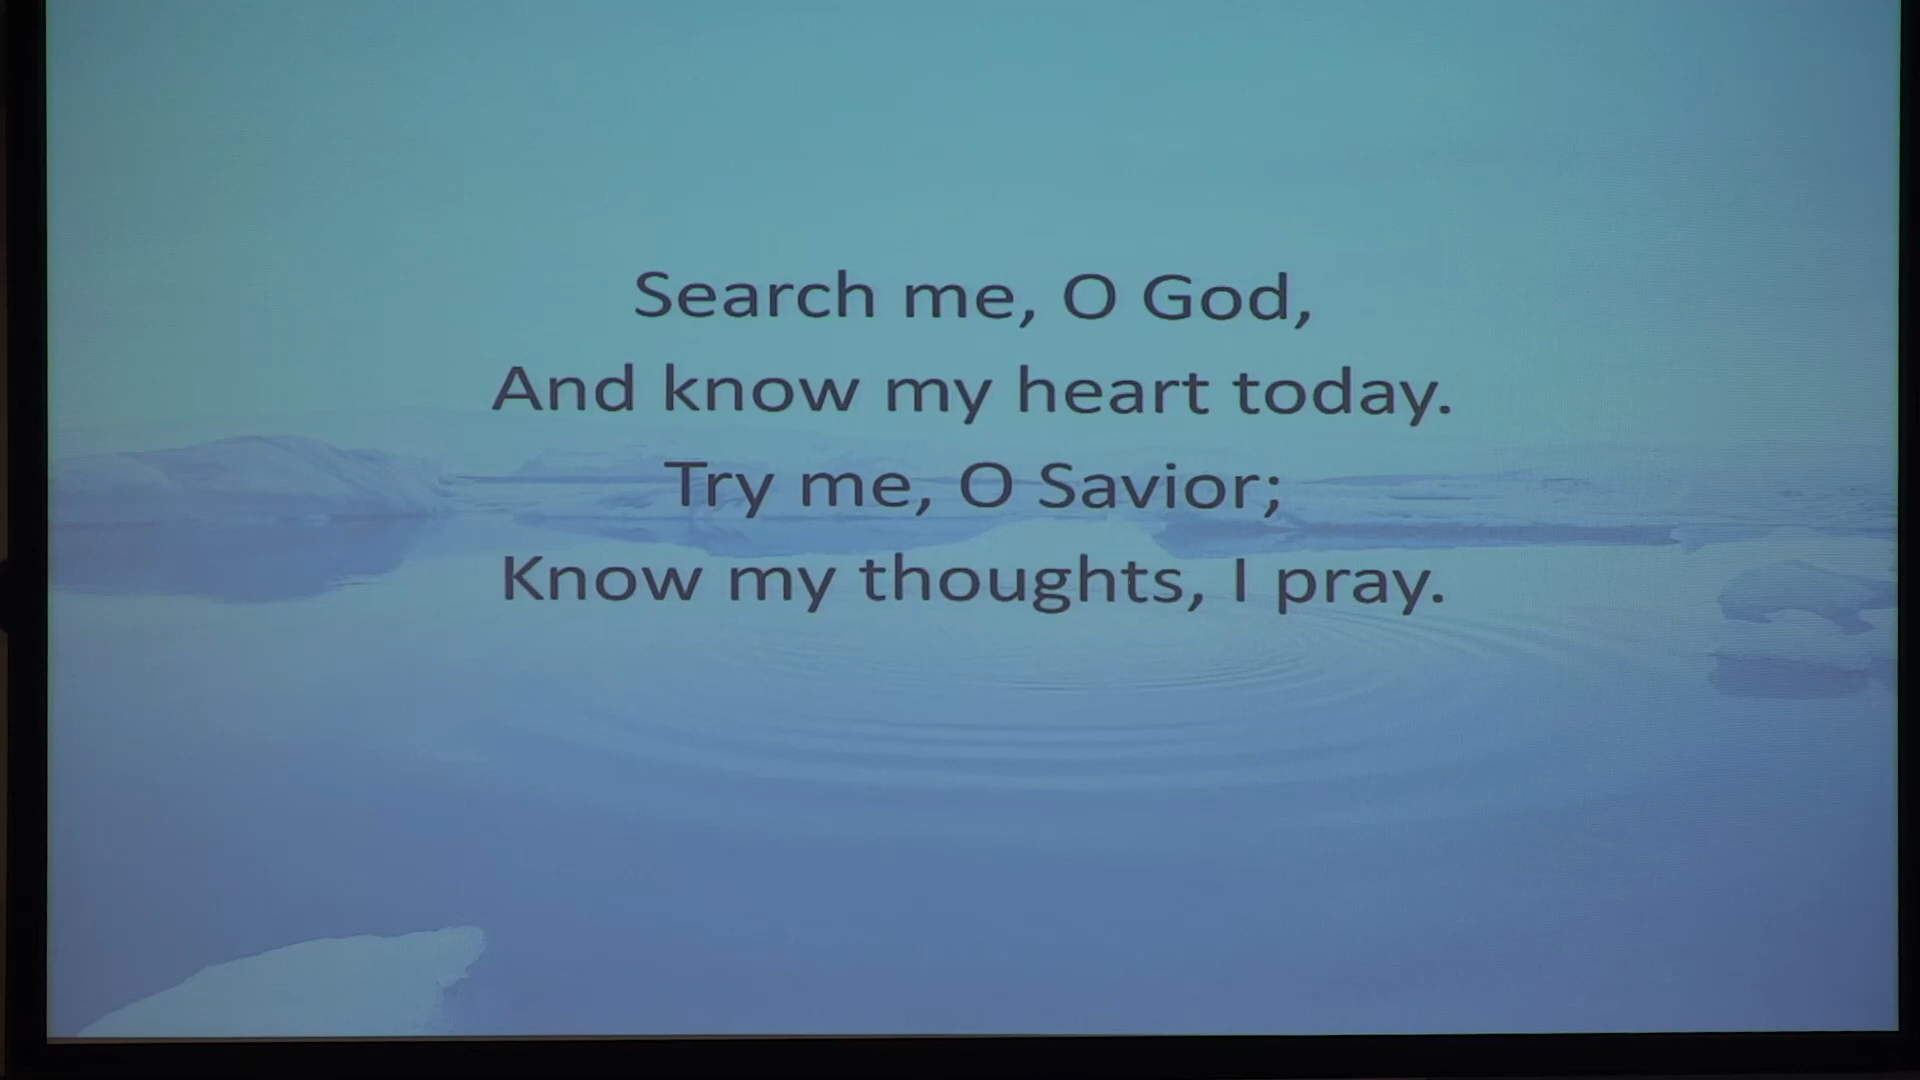 Search me, O God,
And know my heart today.
Try me, O Savior;
Know my thoughts, I pray.